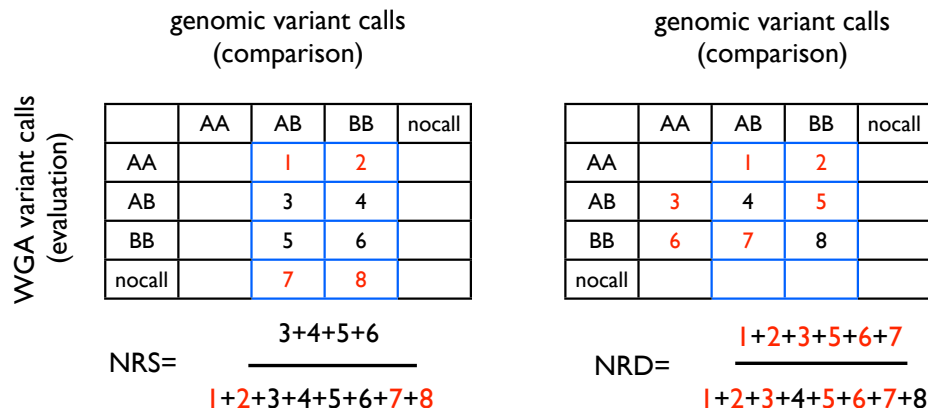 genomic variant calls
(comparison)
genomic variant calls
(comparison)
WGA variant calls
(evaluation)
AA AB BB nocall
AA 1 2
AB 3 4
BB 5 6
nocall 7 8
AA AB BB nocall
AA 1 2
AB 3 4 5
BB 6 7 8
nocall
NRS=
3+4+5+6
1+2+3+4+5+6+7+8
NRD=
1+2+3+5+6+7
1+2+3+4+5+6+7+8